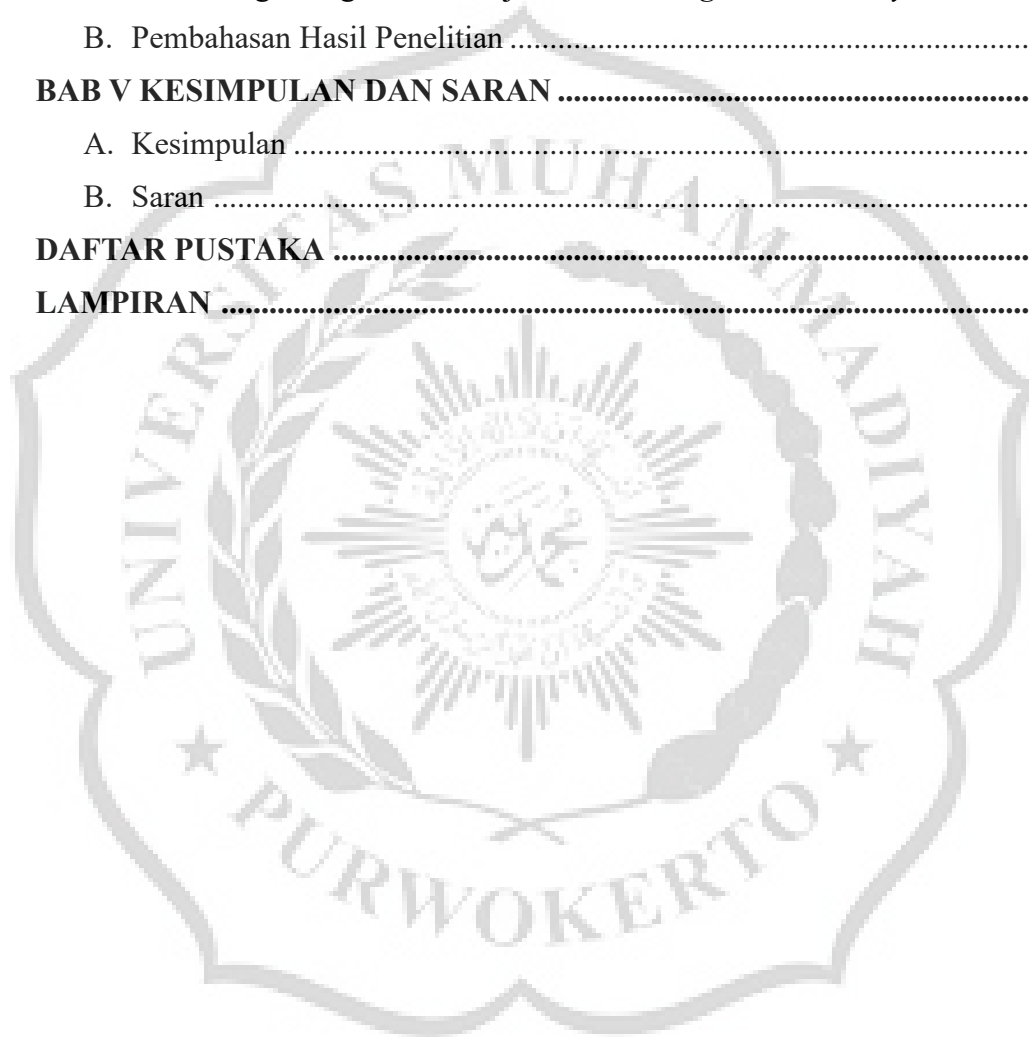 B. Pembahasan Hasil Penelitian ........................................................................
BAB V KESIMPULAN DAN SARAN ................................................................
A. Kesimpulan ..................................................................................................
B. Saran ............................................................................................................
DAFTAR PUSTAKA ..........................................................................................
LAMPIRAN .........................................................................................................
UNIVERSITAS MUHAMMADIYAH
PURWOKERTO